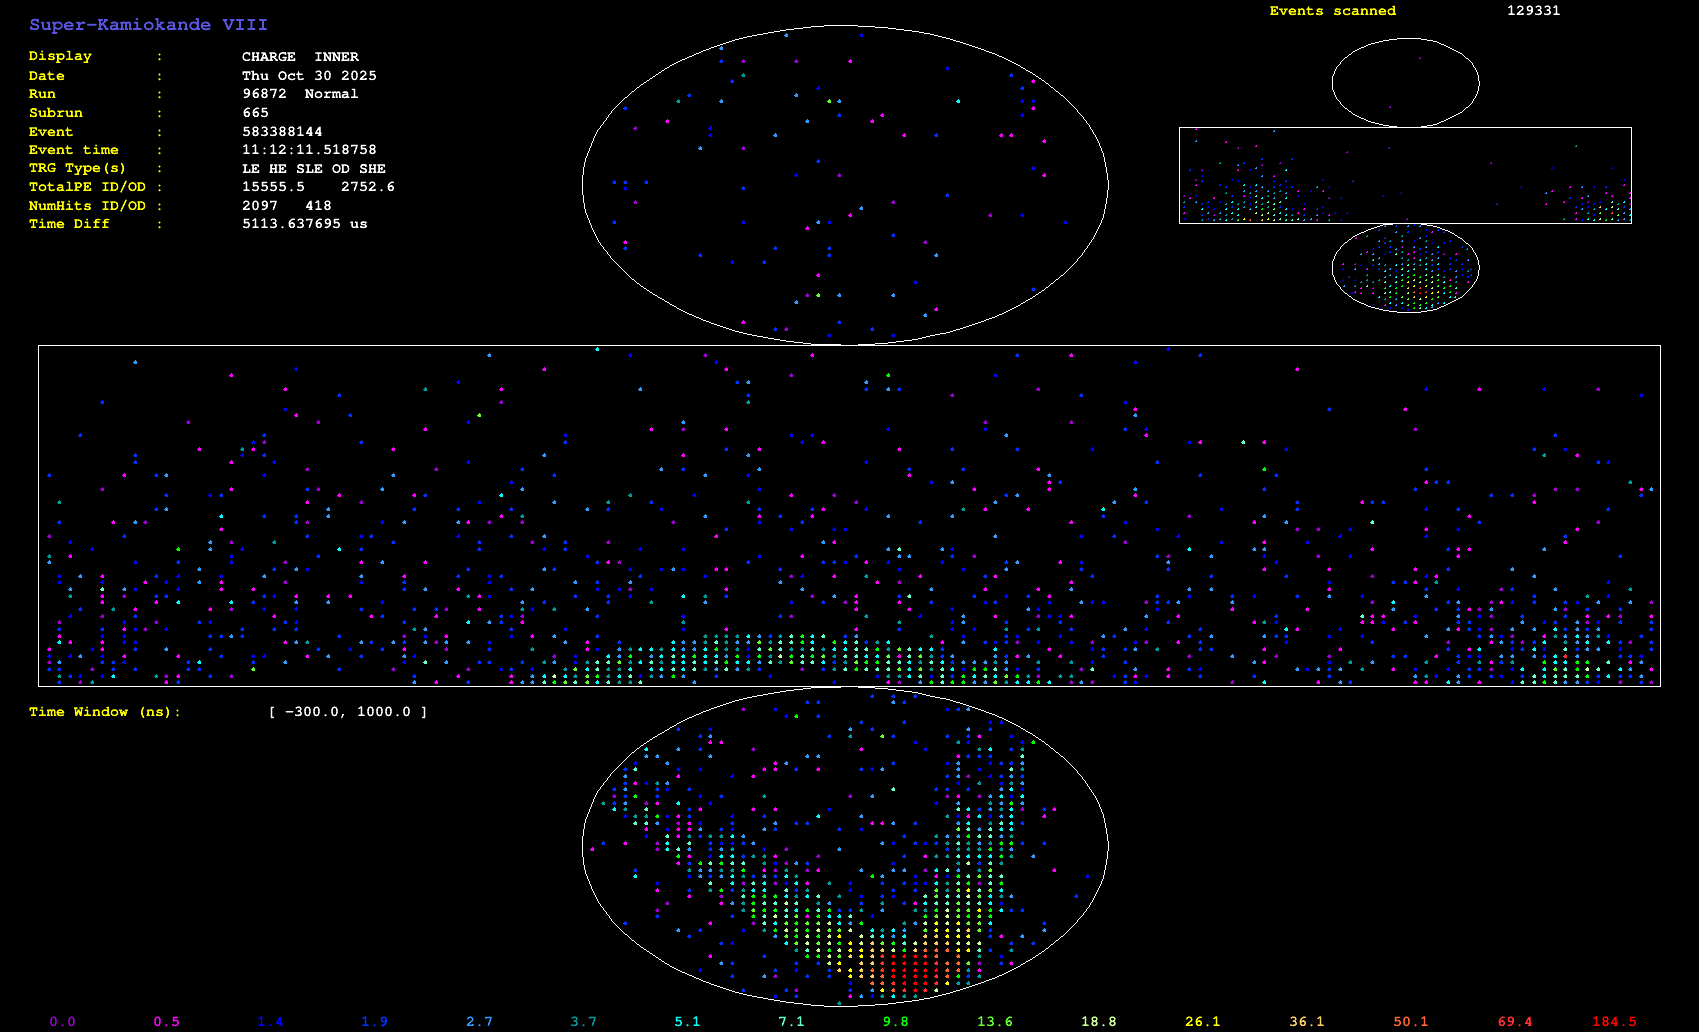 Super-Kamiokande VIII
Events scanned 129331
Display : CHARGE INNER
Date : Thu Oct 30 2025
Run : 96872 Normal
Subrun : 665
Event : 583388144
Event time : 11:12:11.518758
TRG Type(s) : LE HE SLE OD SHE
TotalPE ID/OD : 15555.5 2752.6
NumHits ID/OD : 2097 418
Time Diff : 5113.637695 us
Time Window (ns): [ -300.0, 1000.0 ]
0.0 0.5 1.4 1.9 2.7 3.7 5.1 7.1 9.8 13.6 18.8 26.1 36.1 50.1 69.4 184.5